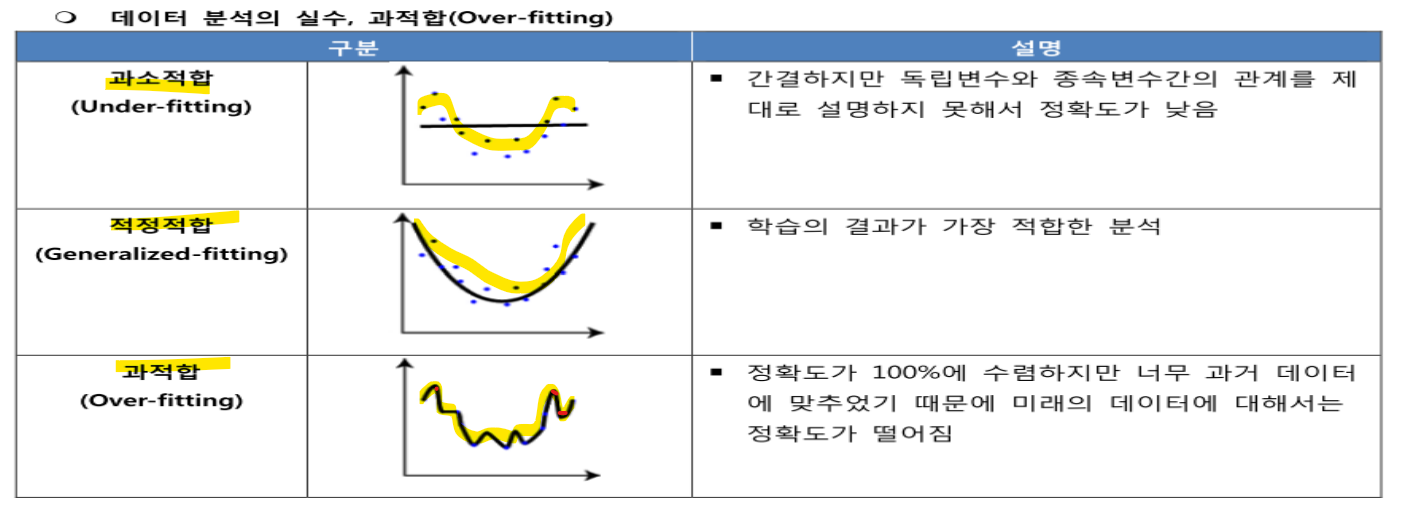 ❍ 데이터 분석의 실수, 과적합(Over-fitting)
구분 설명
과소적합
(Under-fitting)
▪ 간결하지만 독립변수와 종속변수간의 관계를 제
대로 설명하지 못해서 정확도가 낮음
적정적합
(Generalized-fitting)
▪ 학습의 결과가 가장 적합한 분석
과적합
(Over-fitting)
▪ 정확도가 100%에 수렴하지만 너무 과거 데이터
에 맞추었기 때문에 미래의 데이터에 대해서는
정확도가 떨어짐